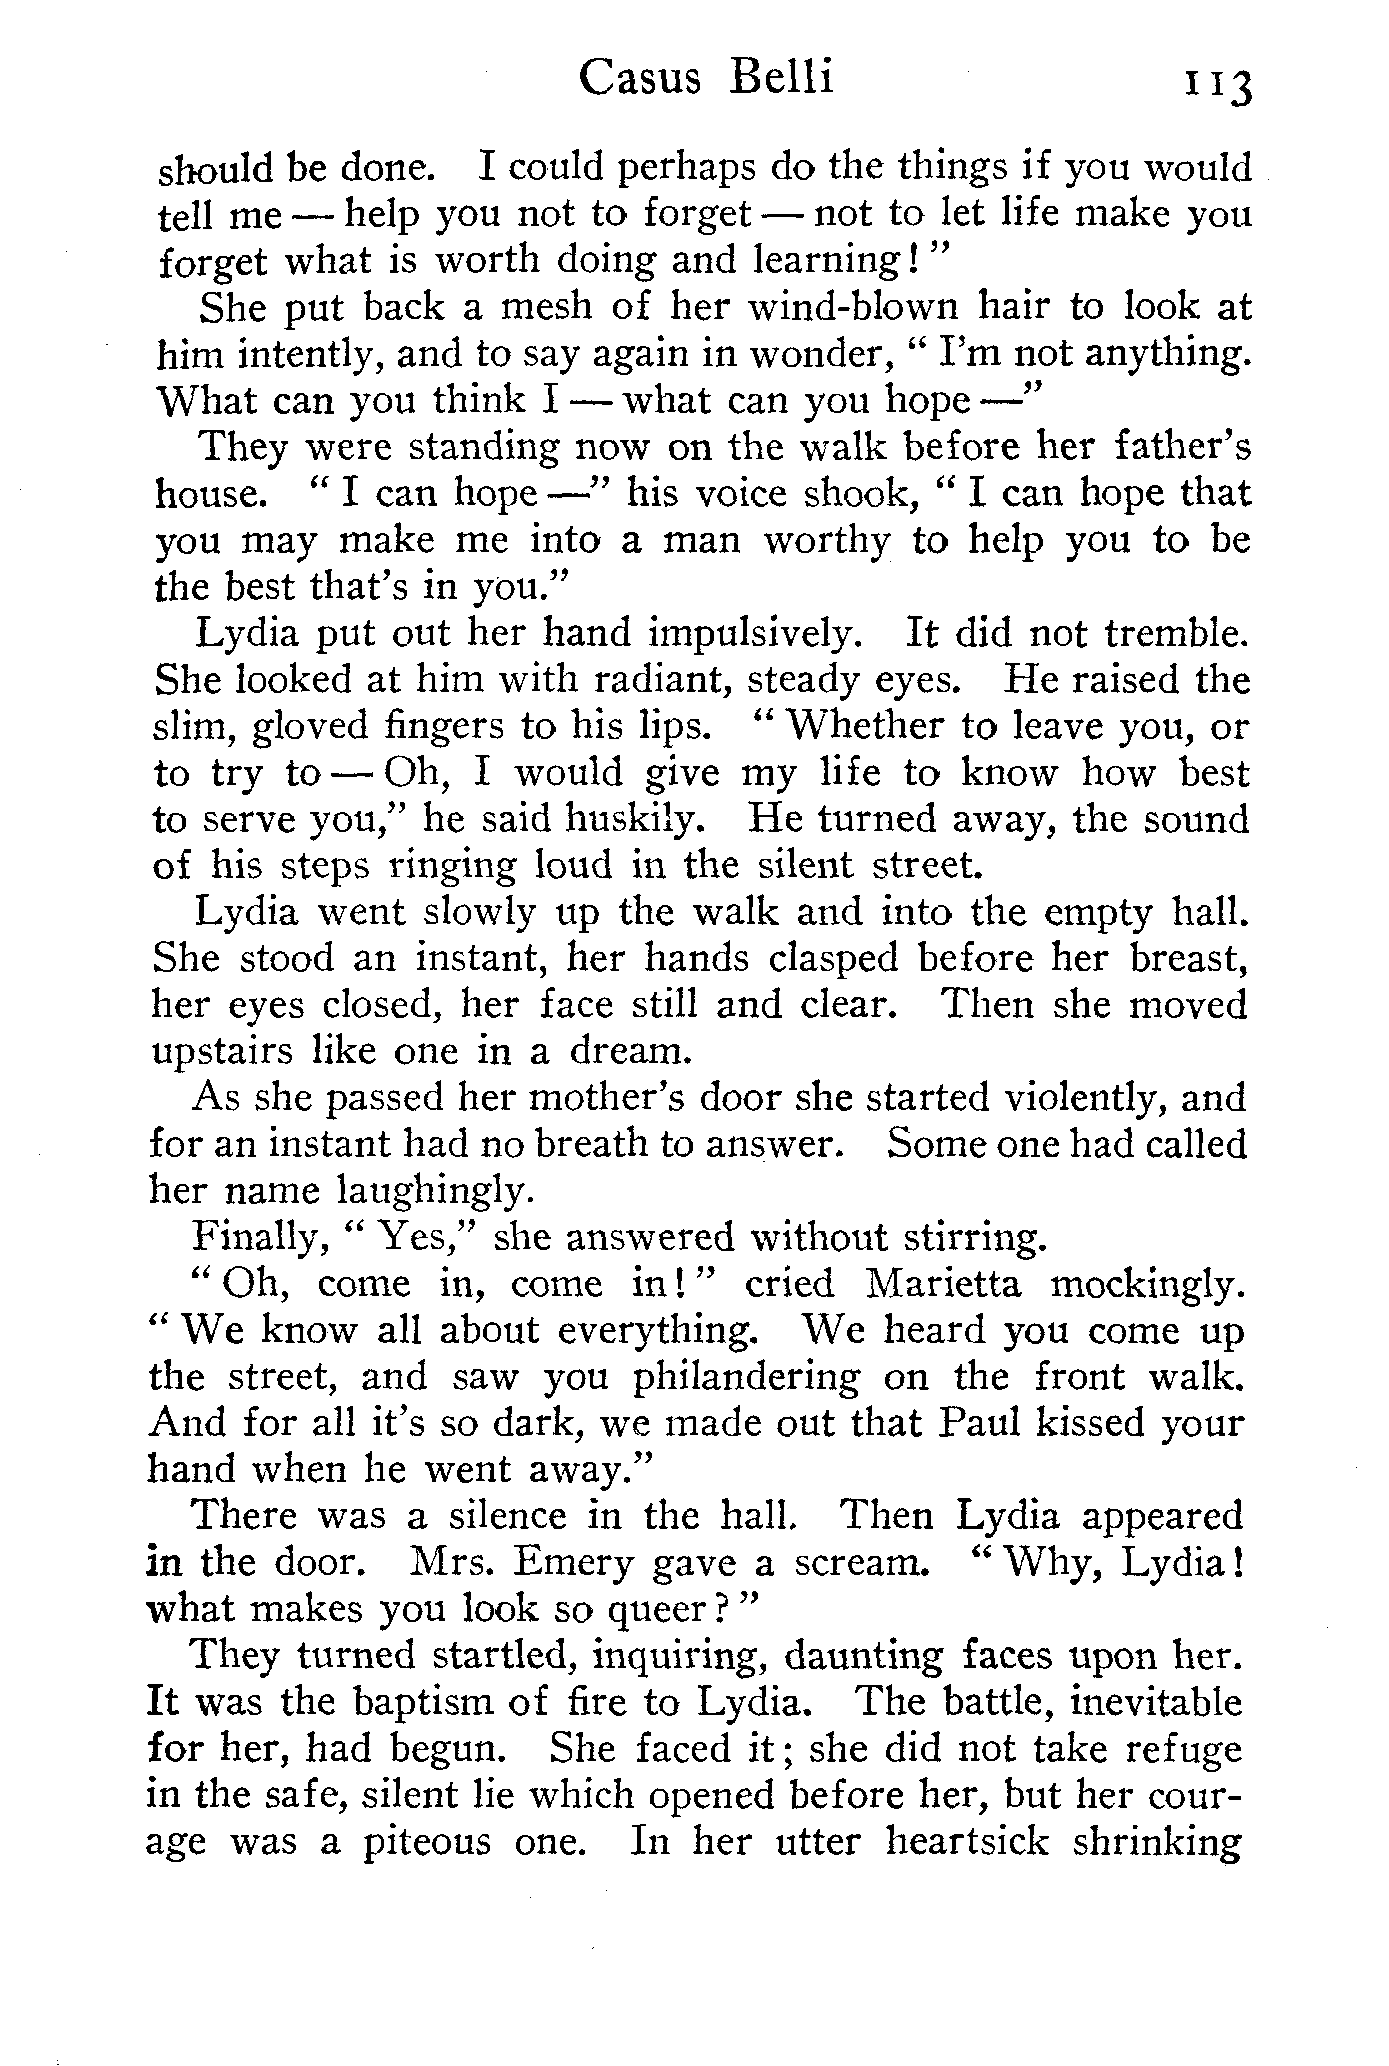 Casus Belli 113
should be done. I could perhaps do the things if you would
tell me — help you not to forget — not to let life make you
forget what is worth doing and learning! "
She put back a mesh of her wind-blown hair to look at
him intently, and to say again in wonder, " I'm not anything.
What can you think I — what can you hope —"
They were standing now on the walk before her father's
house. " I can hope —" his voice shook, " I can hope that
you may make me into a man worthy to help you to be
the best that's in you."
Lydia put out her hand impulsively. It did not tremble.
She looked at him with radiant, steady eyes. He raised the
slim, gloved fingers to his lips. " Whether to leave you, or
to try to — Oh, I would give my life to know how best
to serve you," he said huskily. He turned away, the sound
of his steps ringing loud in the silent street.
Lydia went slowly up the walk and into the empty hall.
She stood an instant, her hands clasped before her breast,
her eyes closed, her face still and clear. Then she moved
upstairs like one in a dream.
As she passed her mother's door she started violently, and
for an instant had no breath to answer. Some one had called
her name laughingly.
Finally, " Yes," she answered without stirring.
" Oh, come in, come in! " cried Marietta mockingly.
" We know all about everything. We heard you come up
the street, and saw you philandering on the front walk.
And for all it's so dark, we made out that Paul kissed your
hand when he went away."
There was a silence in the hall. Then Lydia appeared
in the door. Mrs. Emery gave a scream. " Why, Lydia!
what makes you look so queer? "
They turned startled, inquiring, daunting faces upon her.
It was the baptism of fire to Lydia. The battle, inevitable
for her, had begun. She faced it; she did not take refuge
in the safe, silent lie which opened before her, but her cour-
age was a piteous one. In her utter heartsick shrinking